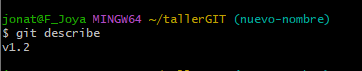 jonat@F_Joya MINGW64 ~/tallerGIT (nuevo-nombre)
$ git describe
v1.2